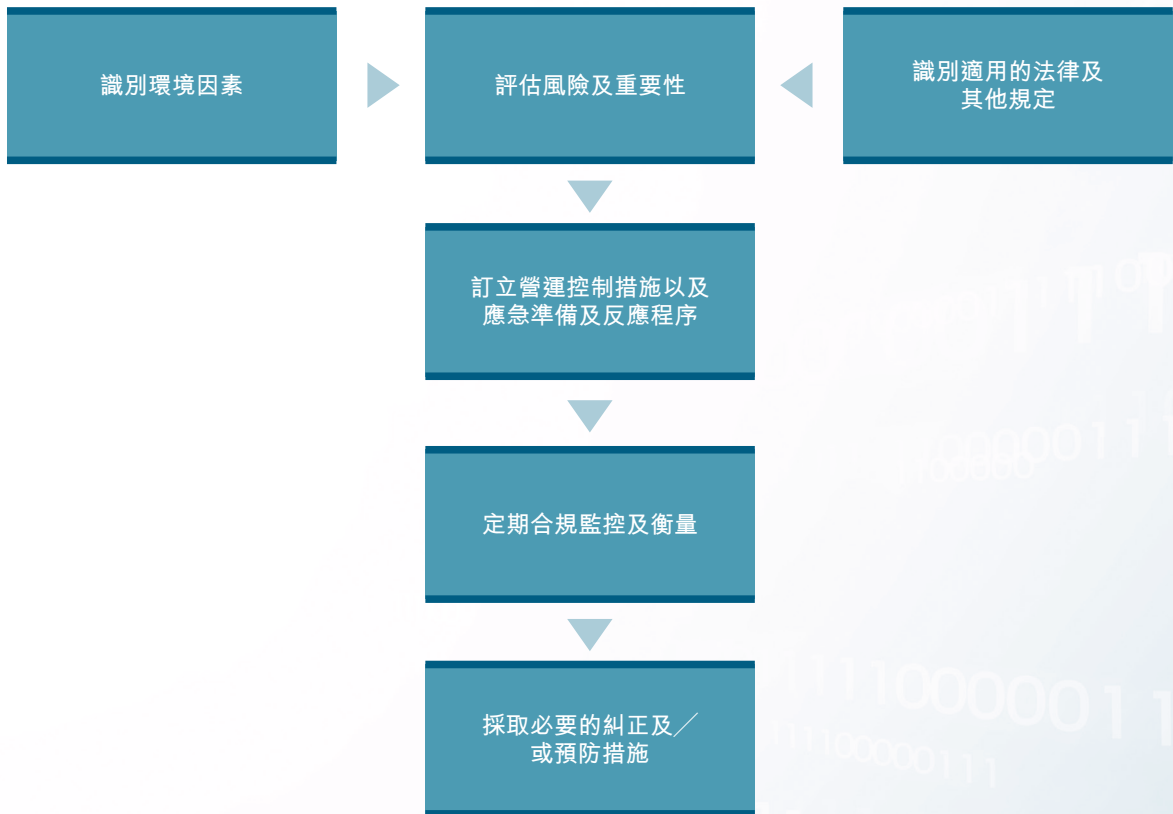 識別環境因素
評估風險及重要性
識別適用的法律及
其他規定
訂立營運控制措施以及
應急準備及反應程序
定期合規監控及衡量
採取必要的糾正及╱
或預防措施